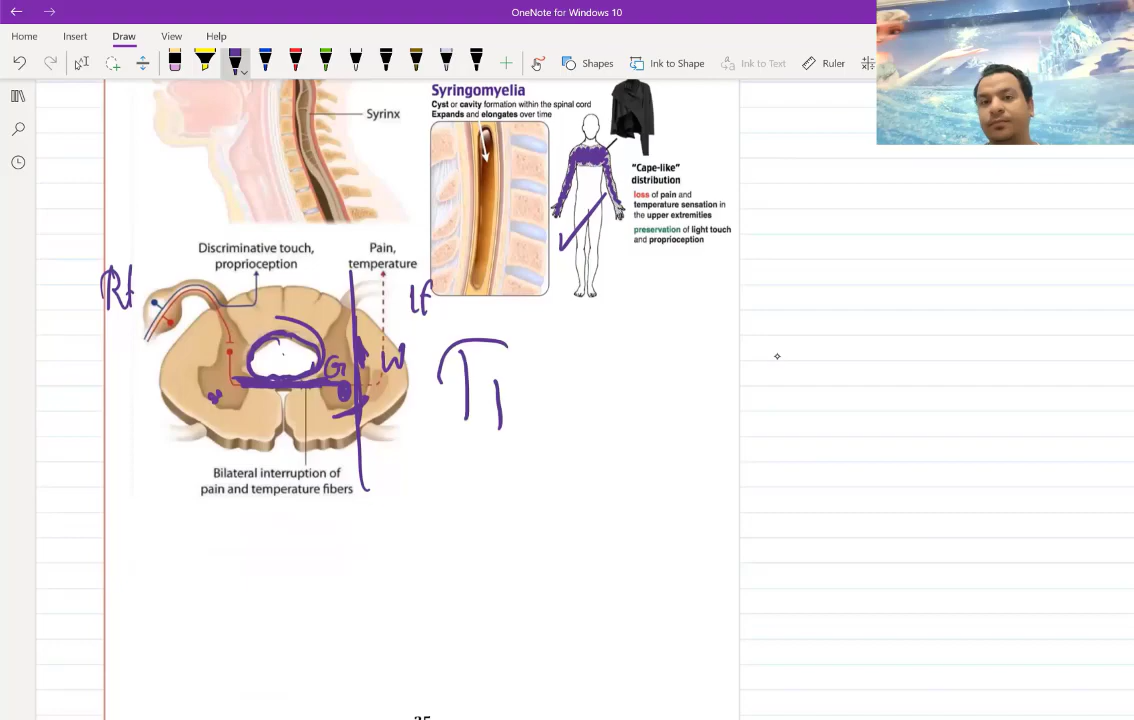 OneNote for Windows 10
Home Insert Draw View Help
Shapes Ink to Shape Ink to Text Ruler
Syringomyelia
Cyst or cavity formation within the spinal cord
Expands and elongates over time
Syrinx
"Cape-like"
distribution
loss of pain and
temperature sensation in
the upper extremities
preservation of light touch
and proprioception
Discriminative touch,
proprioception
Pain,
temperature
Rt
Lf
G
W
T1
Bilateral interruption of
pain and temperature fibers